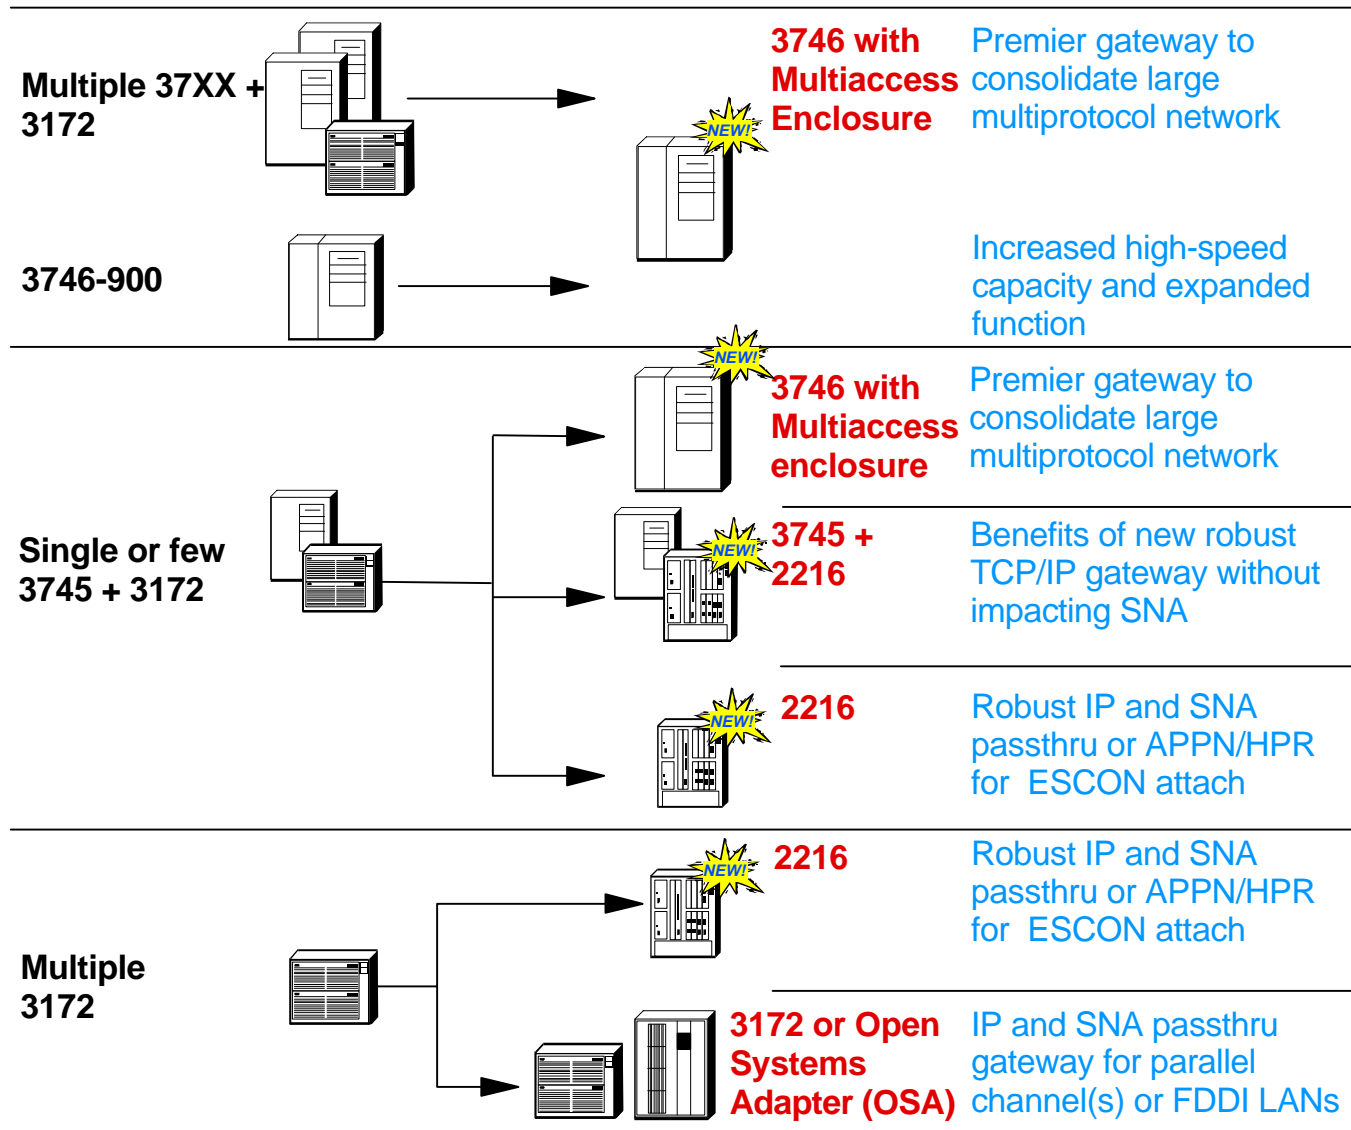 Multiple 37XX +
3172
NEW!
3746 with
Multiaccess
Enclosure
Premier gateway to
consolidate large
multiprotocol network
3746-900
Increased high-speed
capacity and expanded
function
Single or few
3745 + 3172
NEW!
3746 with
Multiaccess
enclosure
Premier gateway to
consolidate large
multiprotocol network
NEW!
3745 +
2216
Benefits of new robust
TCP/IP gateway without
impacting SNA
NEW!
2216
Robust IP and SNA
passthru or APPN/HPR
for ESCON attach
Multiple
3172
NEW!
2216
Robust IP and SNA
passthru or APPN/HPR
for ESCON attach
3172 or Open
Systems
Adapter (OSA)
IP and SNA passthru
gateway for parallel
channel(s) or FDDI LANs